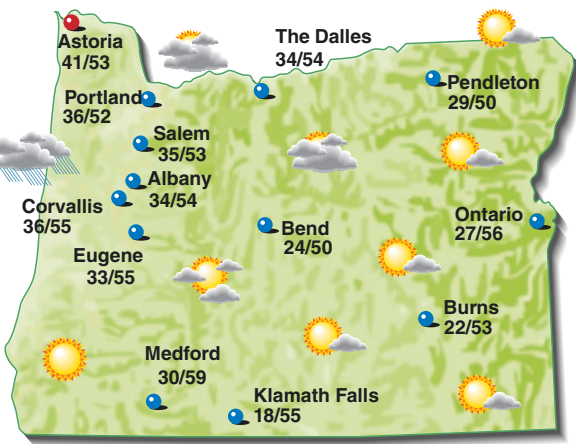 Astoria
41/53
The Dalles
34/54
Pendleton
29/50
Portland
36/52
Salem
35/53
Albany
34/54
Corvallis
36/55
Eugene
33/55
Bend
24/50
Ontario
27/56
Burns
22/53
Medford
30/59
Klamath Falls
18/55